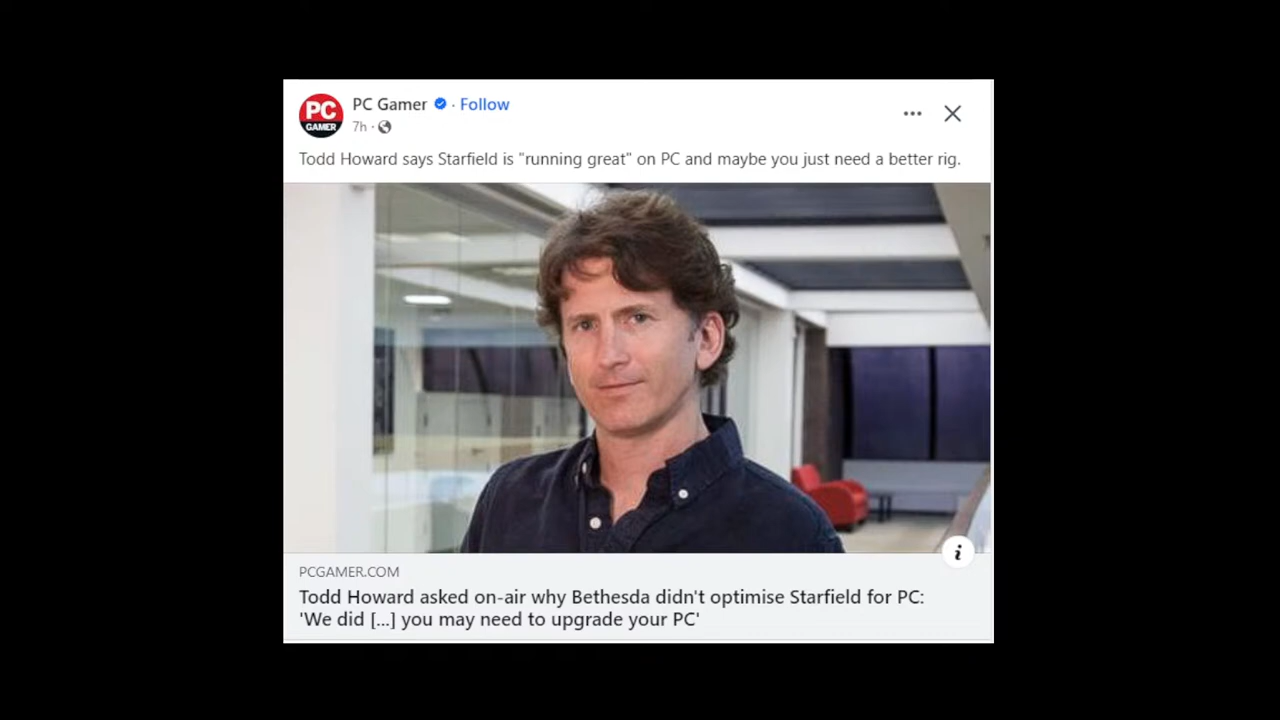 PC Gamer · Follow
PC
GAMER
7h ·
Todd Howard says Starfield is "running great" on PC and maybe you just need a better rig.
i
PCGAMER.COM
Todd Howard asked on-air why Bethesda didn't optimise Starfield for PC:
'We did [...] you may need to upgrade your PC'